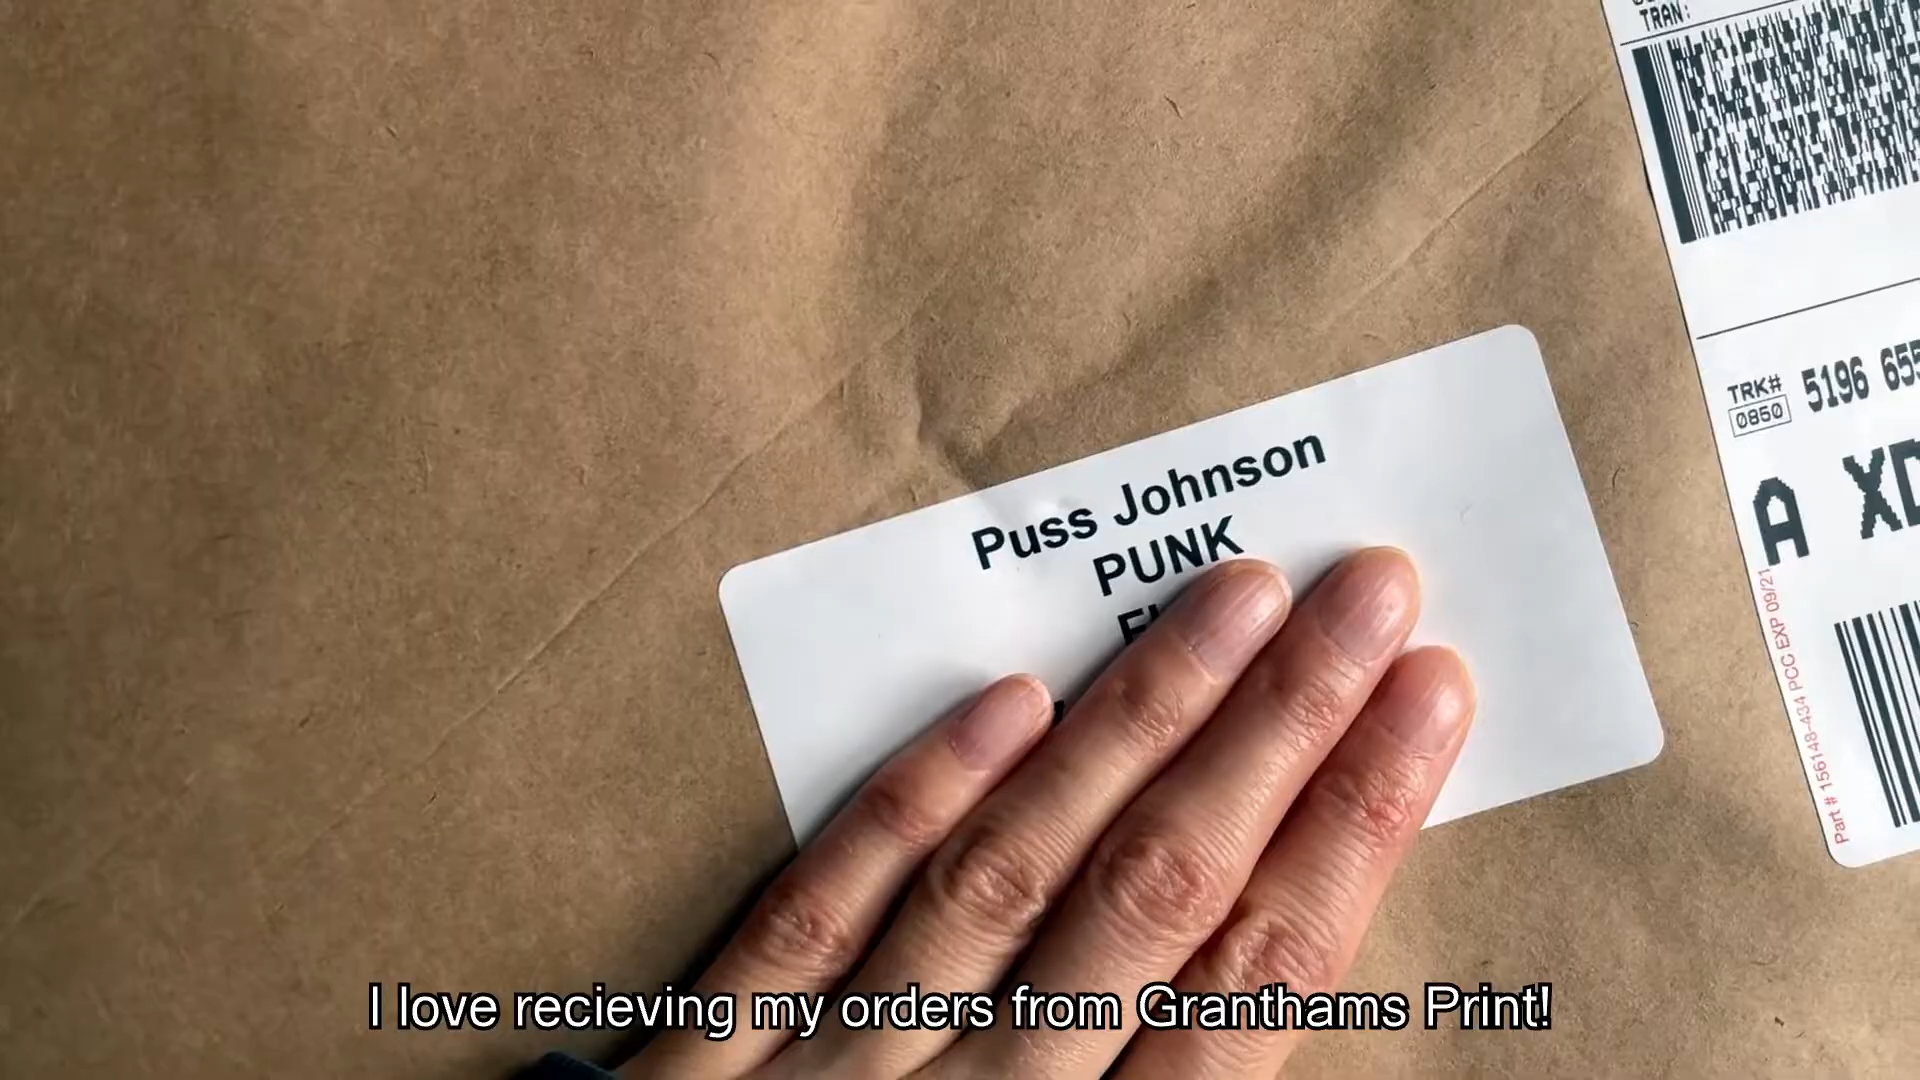 TRAN:
TRK#
0850
5196 655
A XD
Part # 156148-434 PCC EXP 09/21
Puss Johnson
PUNK
I love recieving my orders from Granthams Print!